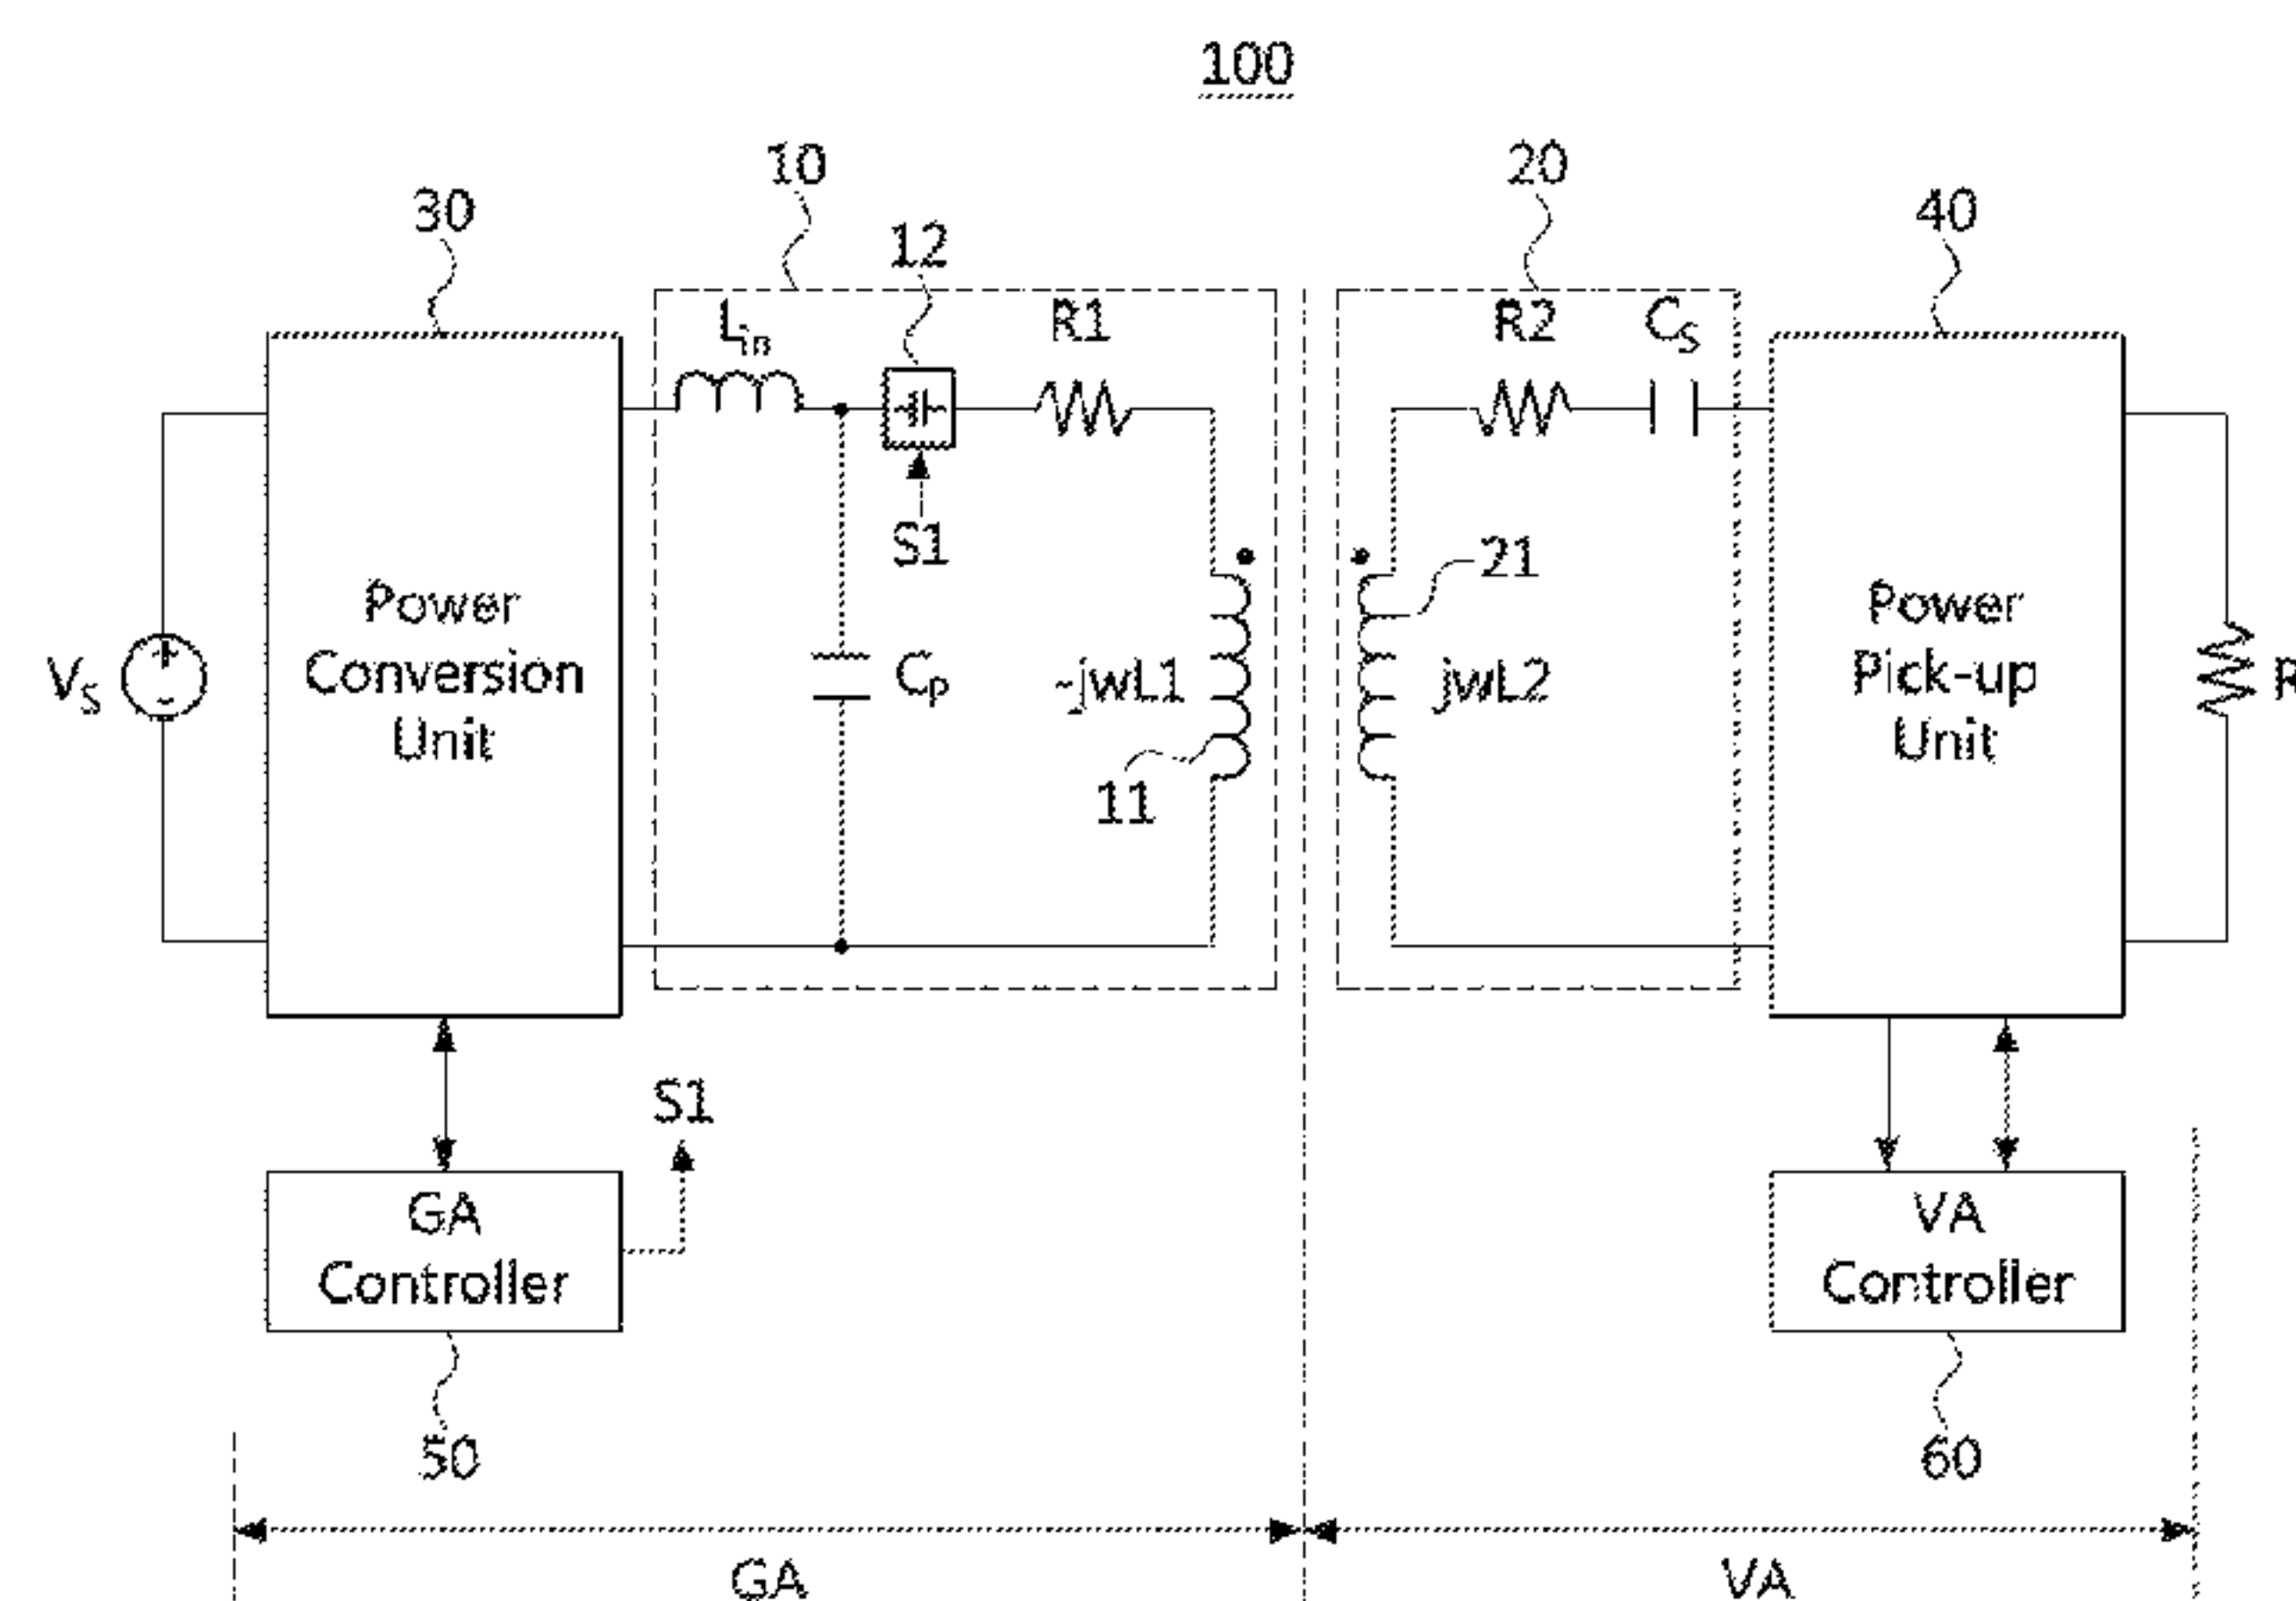 100
10
20
30
40
12
Lin
R1
R2
CS
S1
21
Power
Conversion
Unit
VS
CP
-jwL1
jwL2
11
Power
Pick-up
Unit
R
S1
GA
Controller
VA
Controller
50
60
GA
VA